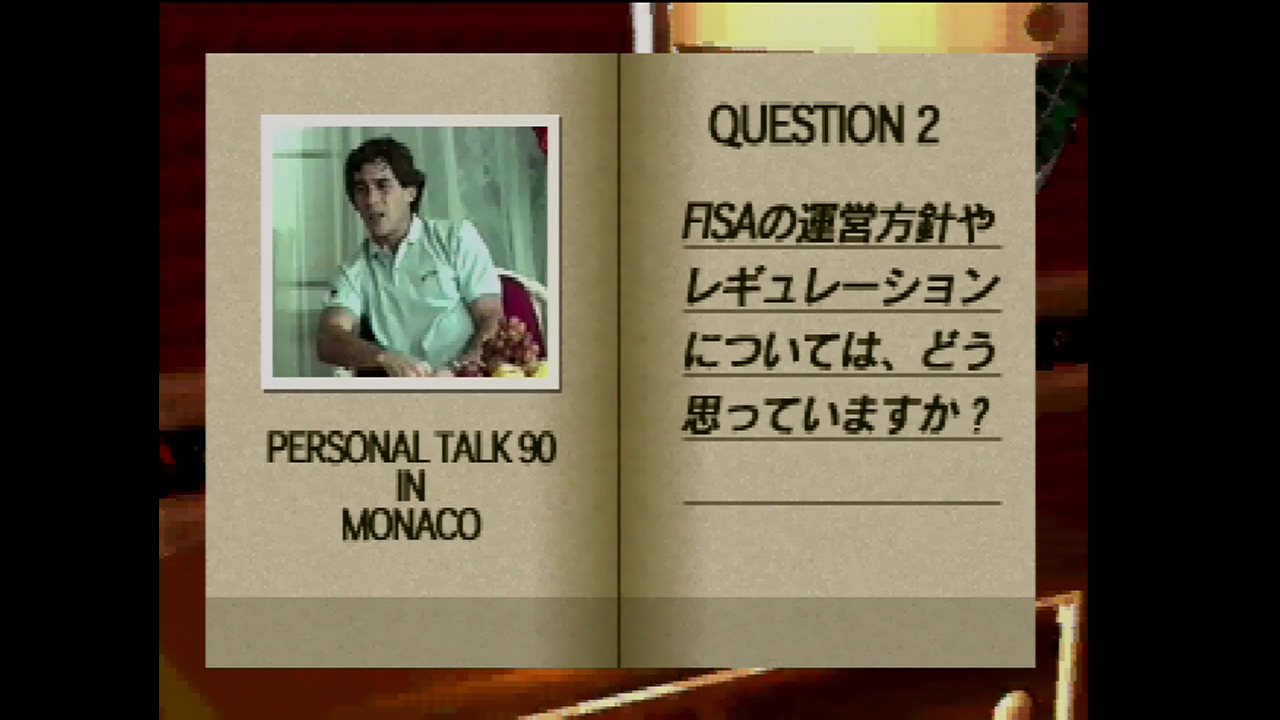 PERSONAL TALK 90
IN
MONACO
QUESTION 2
FISAの運営方針や
レギュレーション
については、どう
思っていますか？